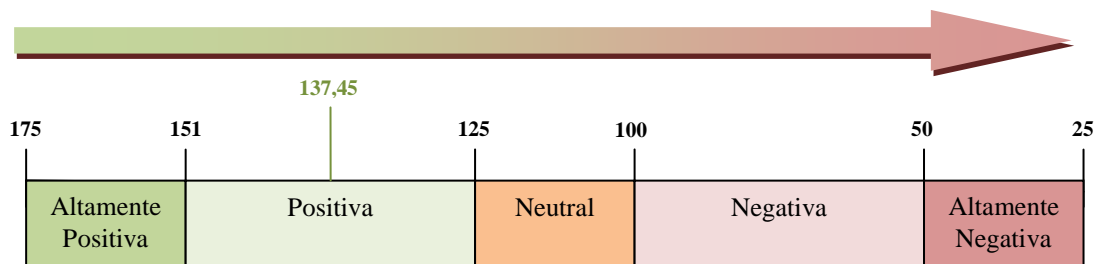 137,45
175 151 125 100 50 25
Altamente Positiva Neutral Negativa Altamente
Positiva Negativa